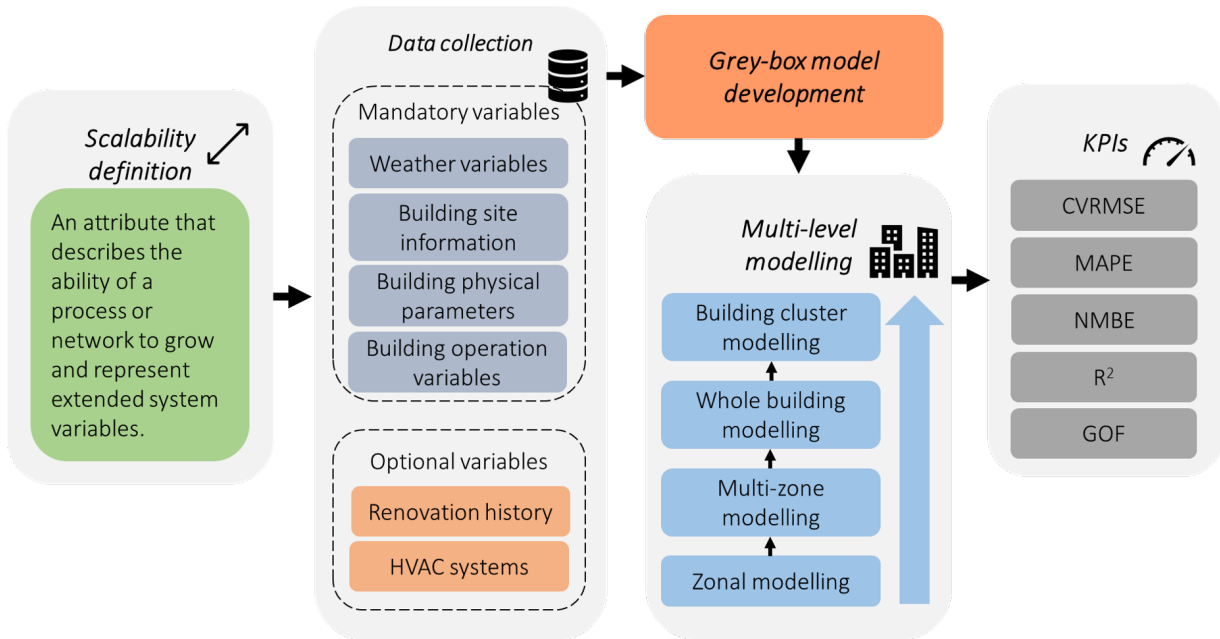 Scalability
definition
An attribute that
describes the
ability of a
process or
network to grow
and represent
extended system
variables.
Data collection
Mandatory variables
Weather variables
Building site
information
Building physical
parameters
Building operation
variables
Optional variables
Renovation history
HVAC systems
Grey-box model
development
Multi-level
modelling
Building cluster
modelling
Whole building
modelling
Multi-zone
modelling
Zonal modelling
KPIs
CVRMSE
MAPE
NMBE
R²
GOF